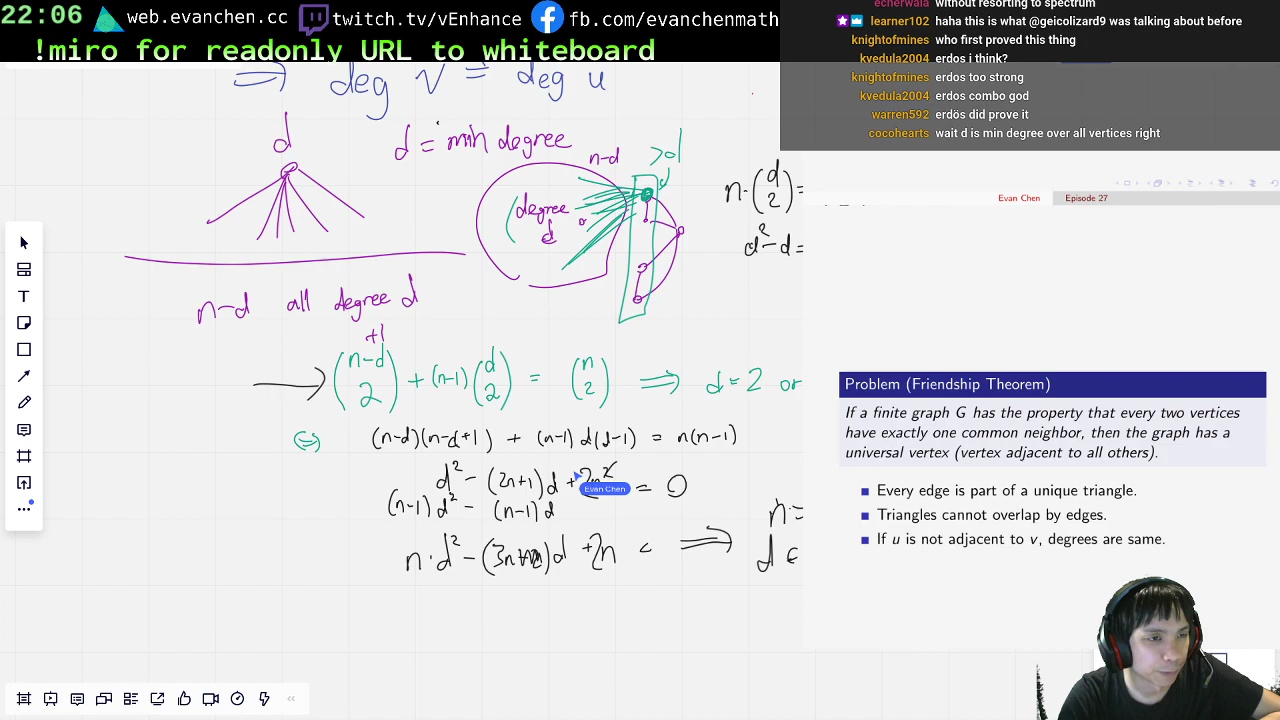 22:06
web.evanchen.cc
twitch.tv/vEnhance
fb.com/evanchenmath
!miro for readonly URL to whiteboard
echerwala without resorting to spectrum
learner102 haha this is what @geicolizard9 was talking about before
knightofmines who first proved this thing
kvedula2004 erdos i think?
knightofmines erdos too strong
kvedula2004 erdos combo god
warren592 erdös did prove it
cocohearts wait d is min degree over all vertices right
⟹ deg v = deg u
d
d = min degree
n-d
>d
degree
d
n·(d 2)=
d²-d=
n-d all degree d
+1
(n-d 2) + (n-1)(d 2) = (n 2) ⟹ d=2 or
⟺ (n-d)(n-d+1) + (n-1)d(d-1) = n(n-1)
d² - (2n+1)d +2n = 0
Evan Chen
(n-1)d² - (n-1)d
n·d² - (3n )d +2n
⟹
n=
d ∈
Evan Chen
Episode 27
Problem (Friendship Theorem)
If a finite graph G has the property that every two vertices
have exactly one common neighbor, then the graph has a
universal vertex (vertex adjacent to all others).
Every edge is part of a unique triangle.
Triangles cannot overlap by edges.
If u is not adjacent to v, degrees are same.